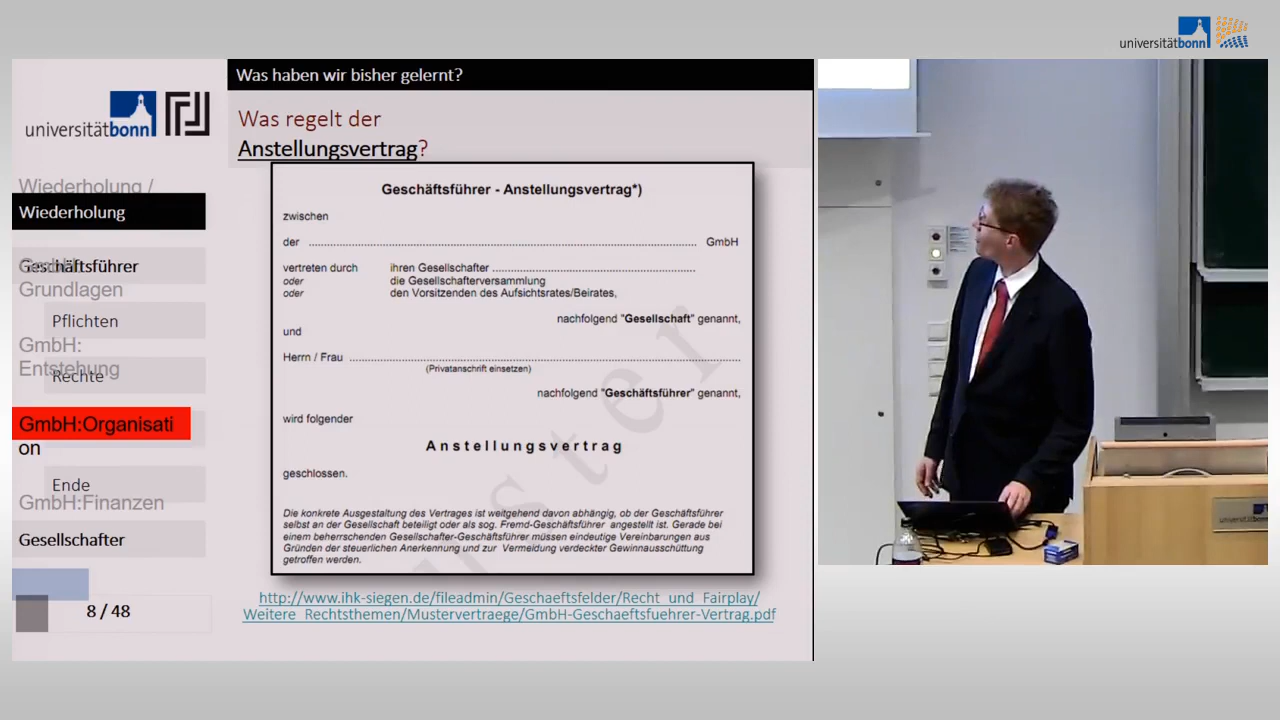 universitätbonn
Was haben wir bisher gelernt?
universitätbonn
Wiederholung /
Wiederholung
Geschäftsführer
Grundlagen
Pflichten
GmbH:
Entstehung
Rechte
GmbH:Organisati
on
Ende
GmbH:Finanzen
Gesellschafter
8 / 48
Was regelt der
Anstellungsvertrag?
Geschäftsführer - Anstellungsvertrag*)
zwischen
der ........ GmbH
vertreten durch ihren Gesellschafter ........
oder die Gesellschafterversammlung
oder den Vorsitzenden des Aufsichtsrates/Beirates,
nachfolgend "Gesellschaft" genannt,
und
Herrn / Frau ........
(Privatanschrift einsetzen)
nachfolgend "Geschäftsführer" genannt,
wird folgender
Anstellungsvertrag
geschlossen.
Die konkrete Ausgestaltung des Vertrages ist weitgehend davon abhängig, ob der Geschäftsführer
selbst an der Gesellschaft beteiligt oder als sog. Fremd-Geschäftsführer angestellt ist. Gerade bei
einem beherrschenden Gesellschafter-Geschäftsführer müssen eindeutige Vereinbarungen aus
Gründen der steuerlichen Anerkennung und zur Vermeidung verdeckter Gewinnausschüttung
getroffen werden.
http://www.ihk-siegen.de/fileadmin/Geschaeftsfelder/Recht_und_Fairplay/
Weitere_Rechtsthemen/Mustervertraege/GmbH-Geschaeftsfuehrer-Vertrag.pdf
universitätbonn